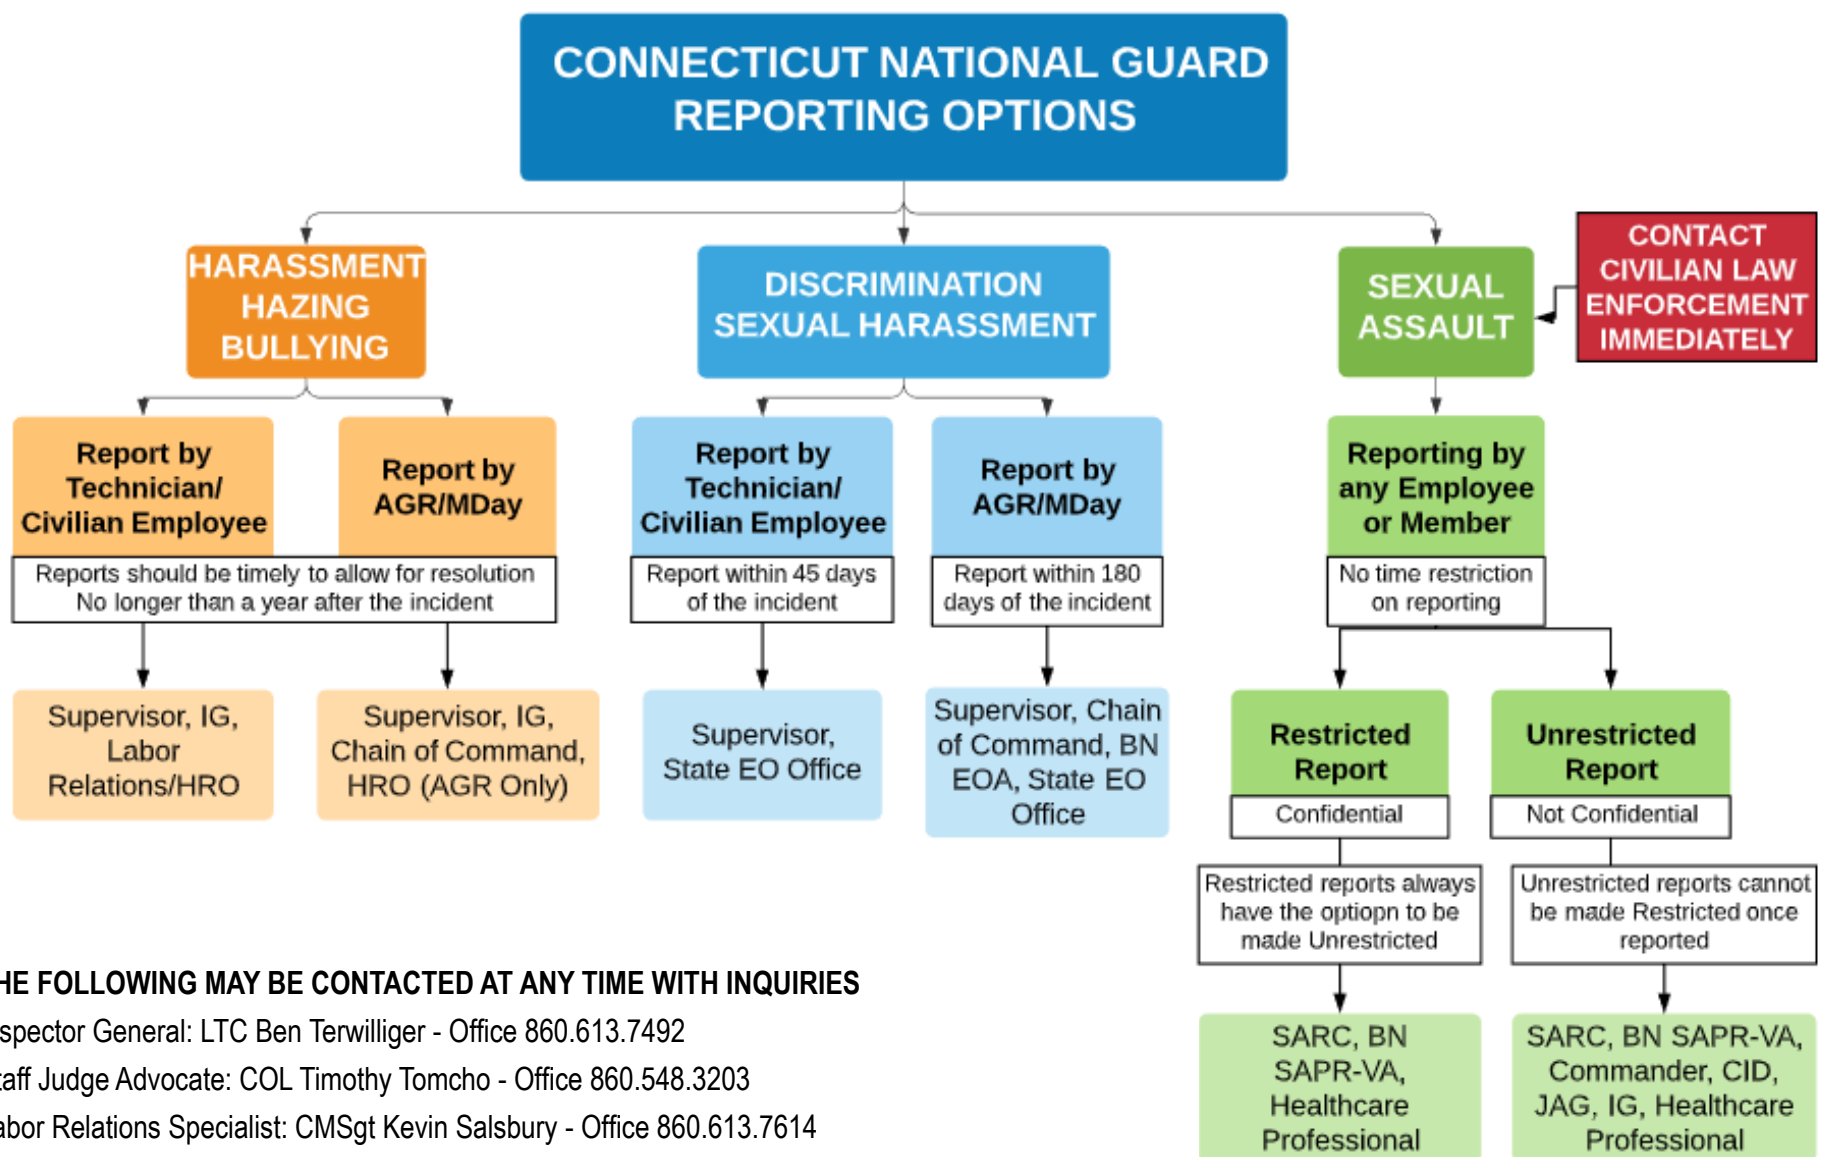 CONNECTICUT NATIONAL GUARD
REPORTING OPTIONS
HARASSMENT
HAZING
BULLYING
DISCRIMINATION
SEXUAL HARASSMENT
SEXUAL
ASSAULT
CONTACT
CIVILIAN LAW
ENFORCEMENT
IMMEDIATELY
Report by
Technician/
Civilian Employee
Report by
AGR/MDay
Reports should be timely to allow for resolution
No longer than a year after the incident
Supervisor, IG,
Labor
Relations/HRO
Supervisor, IG,
Chain of Command,
HRO (AGR Only)
Report by
Technician/
Civilian Employee
Report within 45 days
of the incident
Supervisor,
State EO Office
Report by
AGR/MDay
Report within 180
days of the incident
Supervisor, Chain
of Command, BN
EOA, State EO
Office
Reporting by
any Employee
or Member
No time restriction
on reporting
Restricted
Report
Confidential
Restricted reports always
have the optiopn to be
made Unrestricted
SARC, BN
SAPR-VA,
Healthcare
Professional
Unrestricted
Report
Not Confidential
Unrestricted reports cannot
be made Restricted once
reported
SARC, BN SAPR-VA,
Commander, CID,
JAG, IG, Healthcare
Professional
HE FOLLOWING MAY BE CONTACTED AT ANY TIME WITH INQUIRIES
spector General: LTC Ben Terwilliger - Office 860.613.7492
aff Judge Advocate: COL Timothy Tomcho - Office 860.548.3203
abor Relations Specialist: CMSgt Kevin Salsbury - Office 860.613.7614